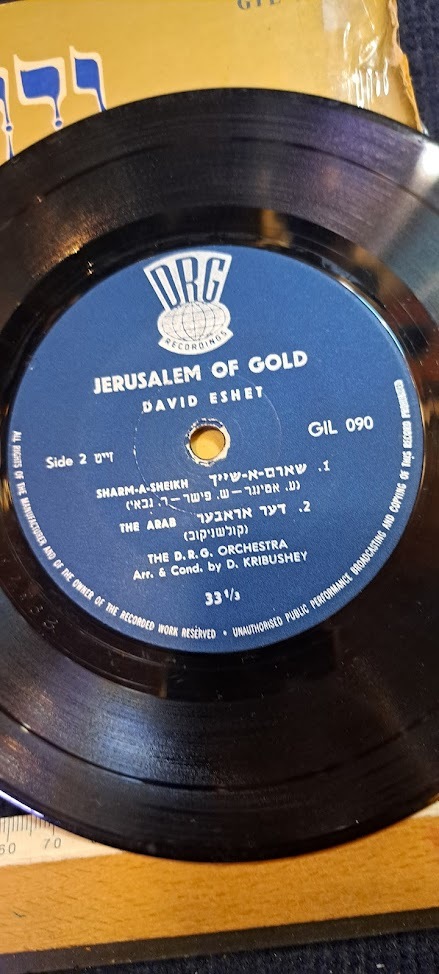 GIL
DRG
RECORDINGS
JERUSALEM OF GOLD
DAVID ESHET
GIL 090
Side 2 זייט
1. שארם-א-שייך SHARM-A-SHEIKH
(ע. אטינגר – ש. פישר – ר. גבאי)
2. דער אראבער THE ARAB
(קולשניקוב)
THE D.R.G. ORCHESTRA
Arr. & Cond. by D. KRIBUSHEY
33 1/3
ALL RIGHTS OF THE MANUFACTURER AND OF THE OWNER OF THE RECORDED WORK RESERVED • UNAUTHORISED PUBLIC PERFORMANCE BROADCASTING AND COPYING OF THIS RECORD PROHIBITED
60 70